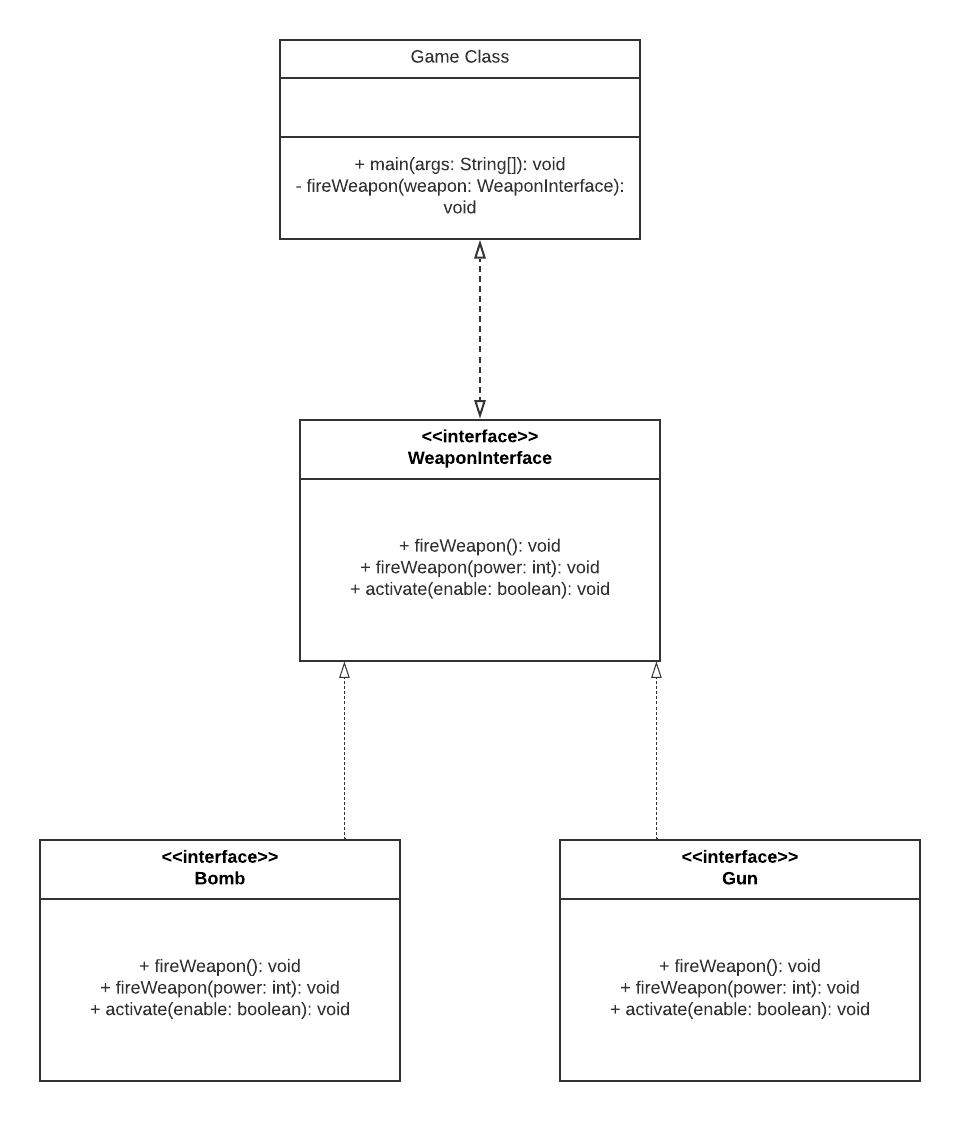 Game Class
+ main(args: String[]): void
- fireWeapon(weapon: WeaponInterface):
void
<<interface>>
WeaponInterface
+ fireWeapon(): void
+ fireWeapon(power: int): void
+ activate(enable: boolean): void
<<interface>>
Bomb
+ fireWeapon(): void
+ fireWeapon(power: int): void
+ activate(enable: boolean): void
<<interface>>
Gun
+ fireWeapon(): void
+ fireWeapon(power: int): void
+ activate(enable: boolean): void